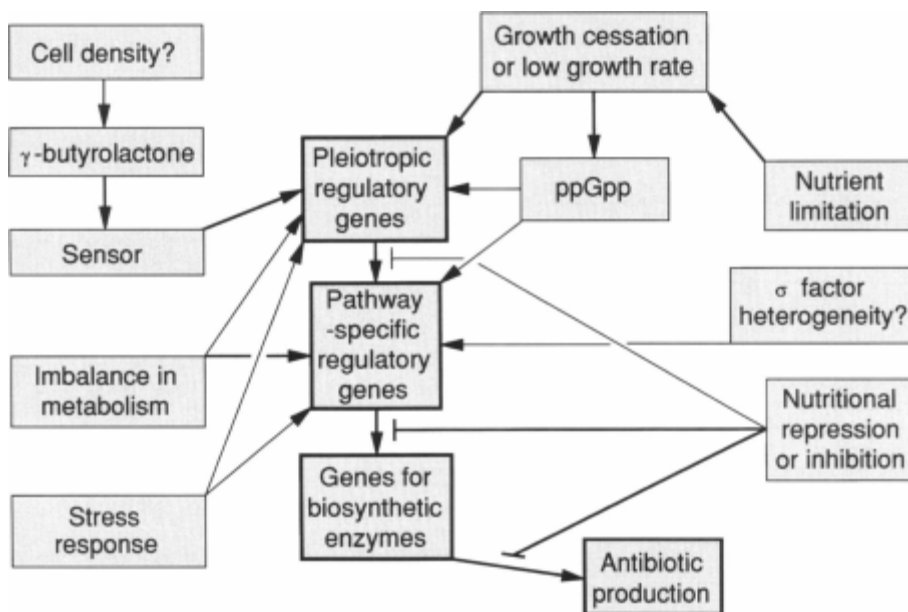 Cell density?
Growth cessation
or low growth rate
γ-butyrolactone
Pleiotropic
regulatory
genes
ppGpp
Nutrient
limitation
Sensor
Pathway
-specific
regulatory
genes
σ factor
heterogeneity?
Imbalance in
metabolism
Nutritional
repression
or inhibition
Genes for
biosynthetic
enzymes
Stress
response
Antibiotic
production